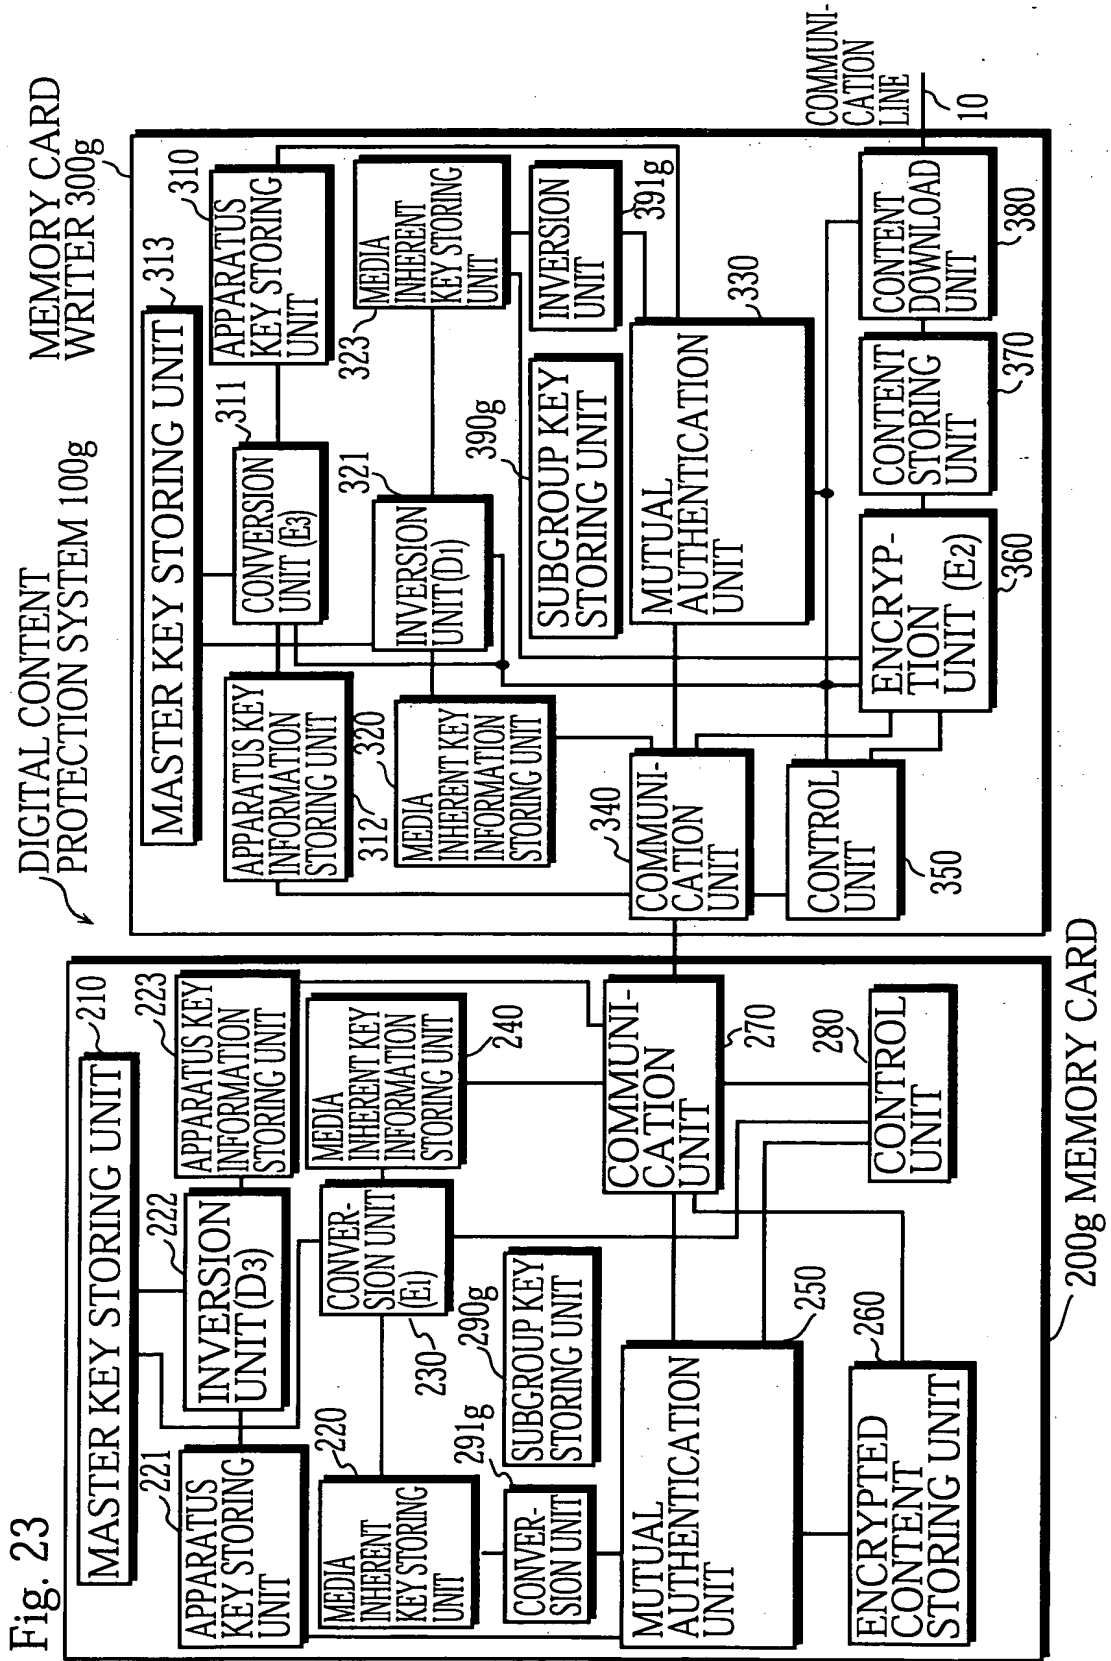 Fig. 23
DIGITAL CONTENT
PROTECTION SYSTEM 100g
MASTER KEY STORING UNIT
210
APPARATUS
KEY STORING
UNIT
221
INVERSION
UNIT(D3)
222
APPARATUS KEY
INFORMATION
STORING UNIT
223
MEDIA
INHERENT
KEY STORING
UNIT
220
CONVER-
SION UNIT
(E1)
230
MEDIA
INHERENT KEY
INFORMATION
STORING UNIT
240
CONVER-
SION UNIT
291g
SUBGROUP KEY
STORING UNIT
290g
MUTUAL
AUTHENTICATION
UNIT
250
COMMUNI-
CATION
UNIT
270
ENCRYPTED
CONTENT
STORING UNIT
260
CONTROL
UNIT
280
200g MEMORY CARD
MEMORY CARD
WRITER 300g
MASTER KEY STORING UNIT
313
APPARATUS KEY
INFORMATION
STORING UNIT
312
CONVERSION
UNIT (E3)
311
APPARATUS
KEY STORING
UNIT
310
MEDIA
INHERENT KEY
INFORMATION
STORING UNIT
320
INVERSION
UNIT(D1)
321
MEDIA
INHERENT
KEY STORING
UNIT
323
SUBGROUP KEY
STORING UNIT
390g
INVERSION
UNIT
391g
COMMUNI-
CATION
UNIT
340
MUTUAL
AUTHENTICATION
UNIT
330
CONTROL
UNIT
350
ENCRYP-
TION
UNIT (E2)
360
CONTENT
STORING
UNIT
370
CONTENT
DOWNLOAD
UNIT
380
COMMUNI-
CATION
LINE
10